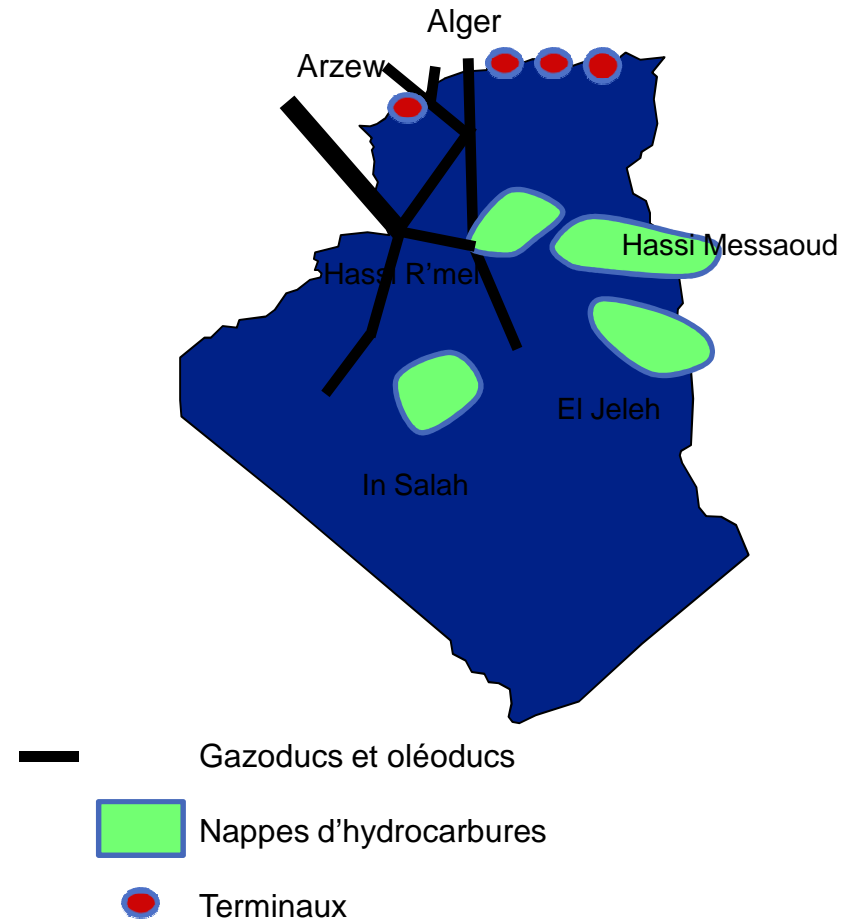 Alger
Arzew
Hassi Messaoud
Hassi R'mel
El Jeleh
In Salah
Gazoducs et oléoducs
Nappes d'hydrocarbures
Terminaux